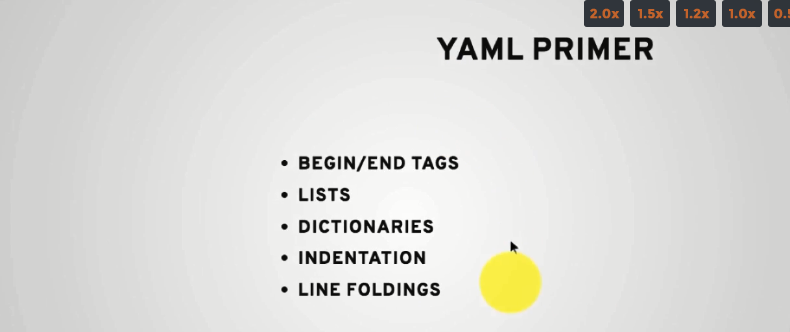 2.0x 1.5x 1.2x 1.0x
YAML PRIMER
• BEGIN/END TAGS
• LISTS
• DICTIONARIES
• INDENTATION
• LINE FOLDINGS